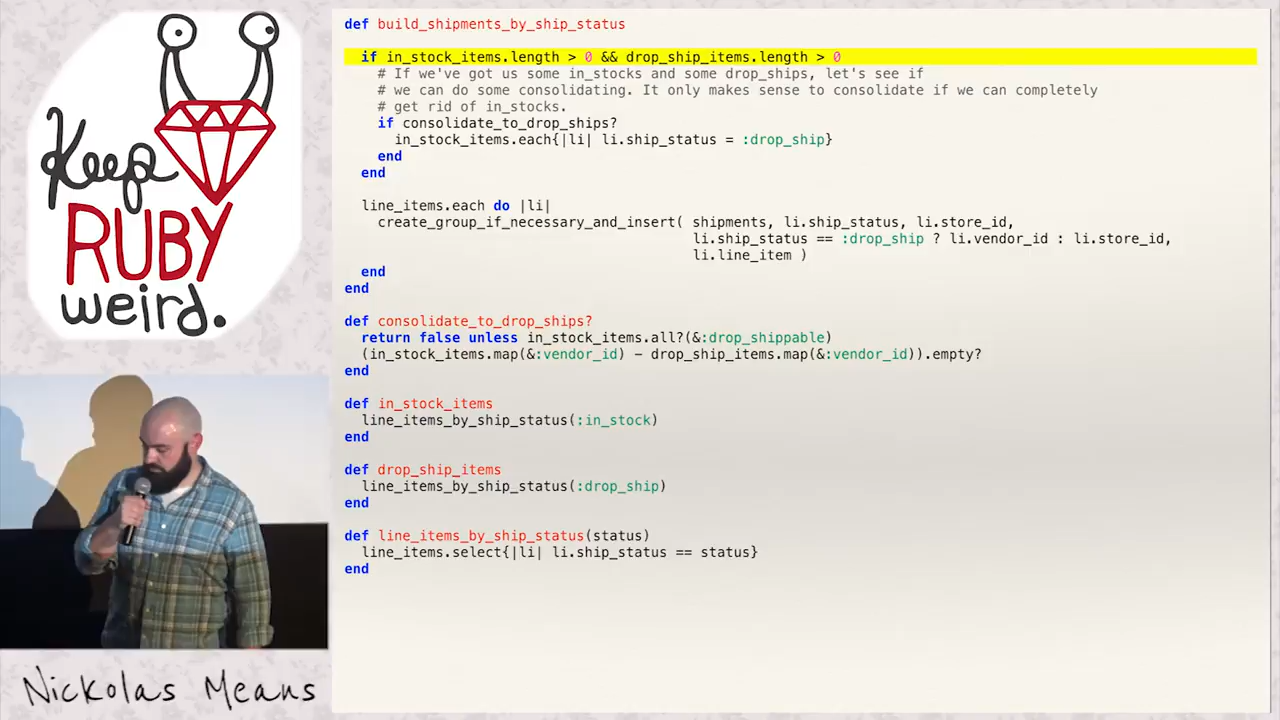 Keep
RUBY
weird.
Nickolas Means
def build_shipments_by_ship_status
if in_stock_items.length > 0 && drop_ship_items.length > 0
# If we've got us some in_stocks and some drop_ships, let's see if
# we can do some consolidating. It only makes sense to consolidate if we can completely
# get rid of in_stocks.
if consolidate_to_drop_ships?
in_stock_items.each{|li| li.ship_status = :drop_ship}
end
end
line_items.each do |li|
create_group_if_necessary_and_insert( shipments, li.ship_status, li.store_id,
li.ship_status == :drop_ship ? li.vendor_id : li.store_id,
li.line_item )
end
end
def consolidate_to_drop_ships?
return false unless in_stock_items.all?(&:drop_shippable)
(in_stock_items.map(&:vendor_id) - drop_ship_items.map(&:vendor_id)).empty?
end
def in_stock_items
line_items_by_ship_status(:in_stock)
end
def drop_ship_items
line_items_by_ship_status(:drop_ship)
end
def line_items_by_ship_status(status)
line_items.select{|li| li.ship_status == status}
end